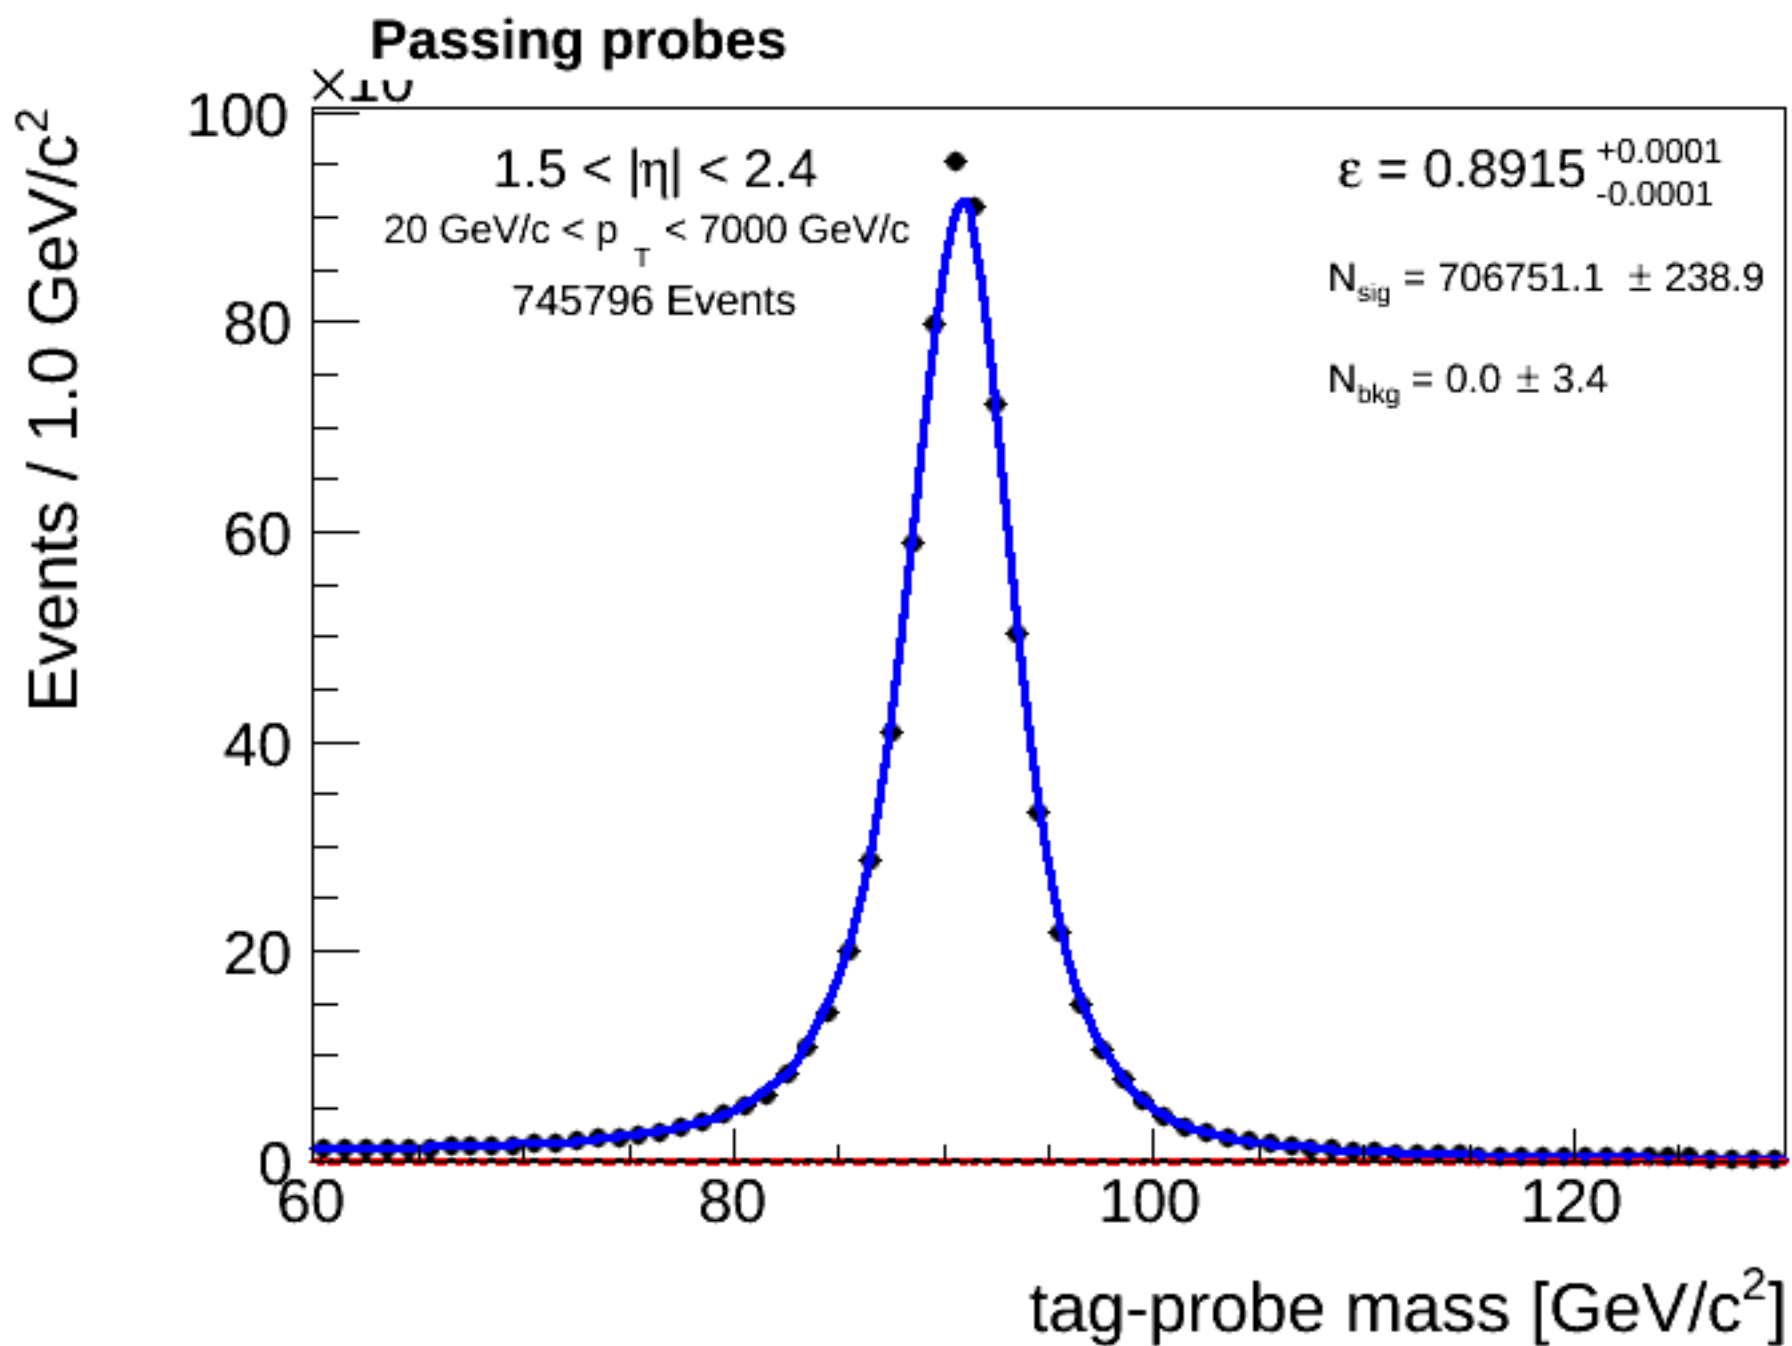 Passing probes
×10
Events / 1.0 GeV/c²
100
80
60
40
20
0
1.5 < |η| < 2.4
20 GeV/c < p T < 7000 GeV/c
745796 Events
ε = 0.8915 +0.0001 -0.0001
Nsig = 706751.1 ± 238.9
Nbkg = 0.0 ± 3.4
60 80 100 120
tag-probe mass [GeV/c²]